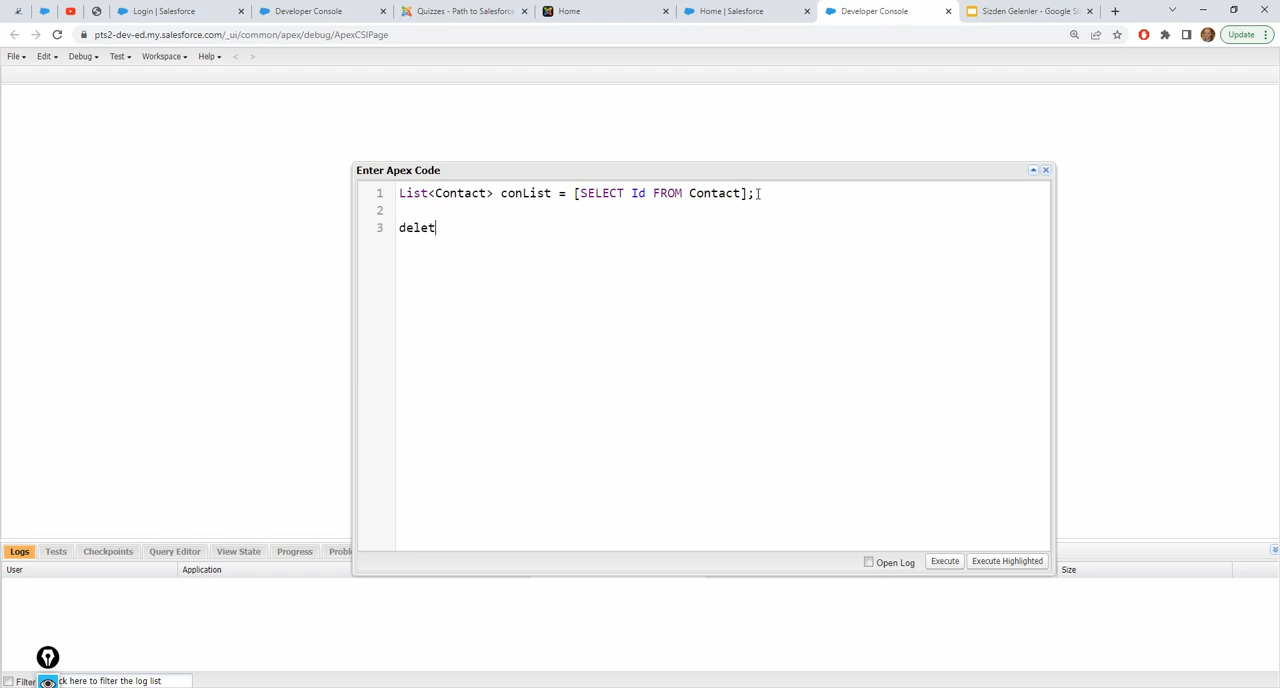 Login | Salesforce
Developer Console
Quizzes - Path to Salesforce
Home
Home | Salesforce
Developer Console
Sizden Gelenler - Google Sl
pts2-dev-ed.my.salesforce.com/_ui/common/apex/debug/ApexCSIPage
Update
File Edit Debug Test Workspace Help < >
Enter Apex Code
1 List<Contact> conList = [SELECT Id FROM Contact];
2
3 delet
Open Log Execute Execute Highlighted
Logs Tests Checkpoints Query Editor View State Progress Probl
User Application Size
Filter ck here to filter the log list